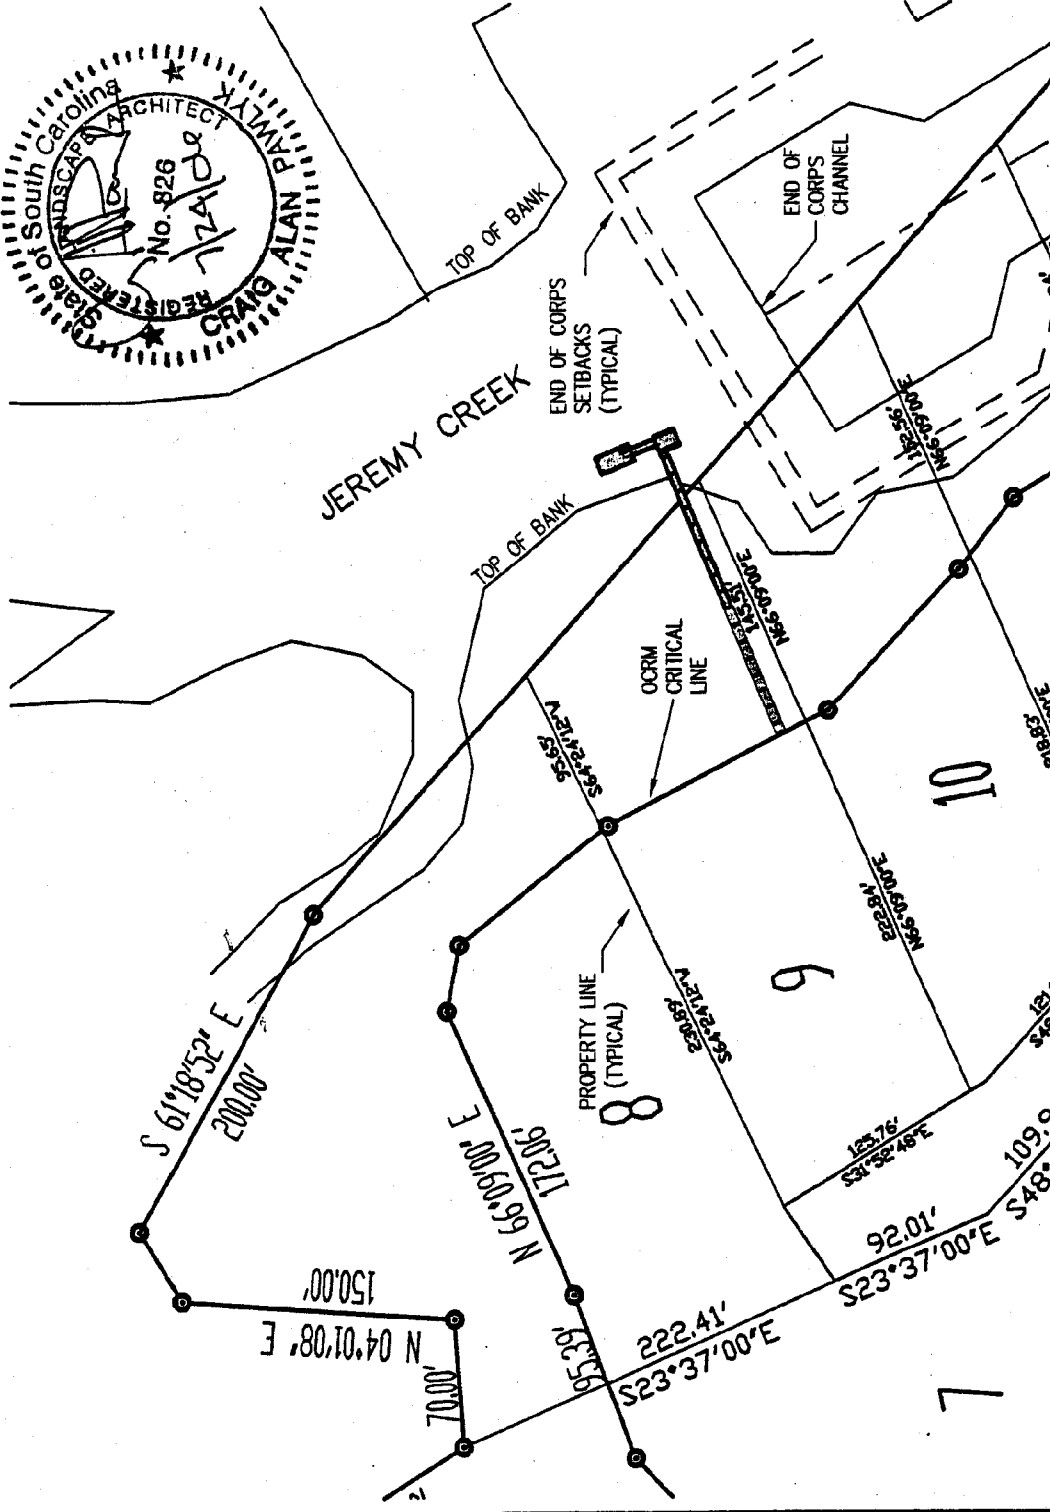 State of South Carolina
REGISTERED LANDSCAPE ARCHITECT
No. 826
CRAIG ALAN PAWLYK
TOP OF BANK
JEREMY CREEK
END OF CORPS
SETBACKS
(TYPICAL)
END OF
CORPS
CHANNEL
TOP OF BANK
OCRM
CRITICAL
LINE
152.56'
N66°09'00"E
143.51'
N66°09'00"E
95.65'
S64°24'12"W
S 61°18'52" E
200.00'
PROPERTY LINE
(TYPICAL)
230.89'
S64°24'12"W
222.84'
N66°09'00"E
218.83'
8
9
10
7
N 66°09'00" E
172.06'
150.00'
N 04°01'08" E
70.00'
95.39'
222.41'
S23°37'00"E
92.01'
S23°37'00"E
125.76'
S31°52'48"E
109.9
S48°
121